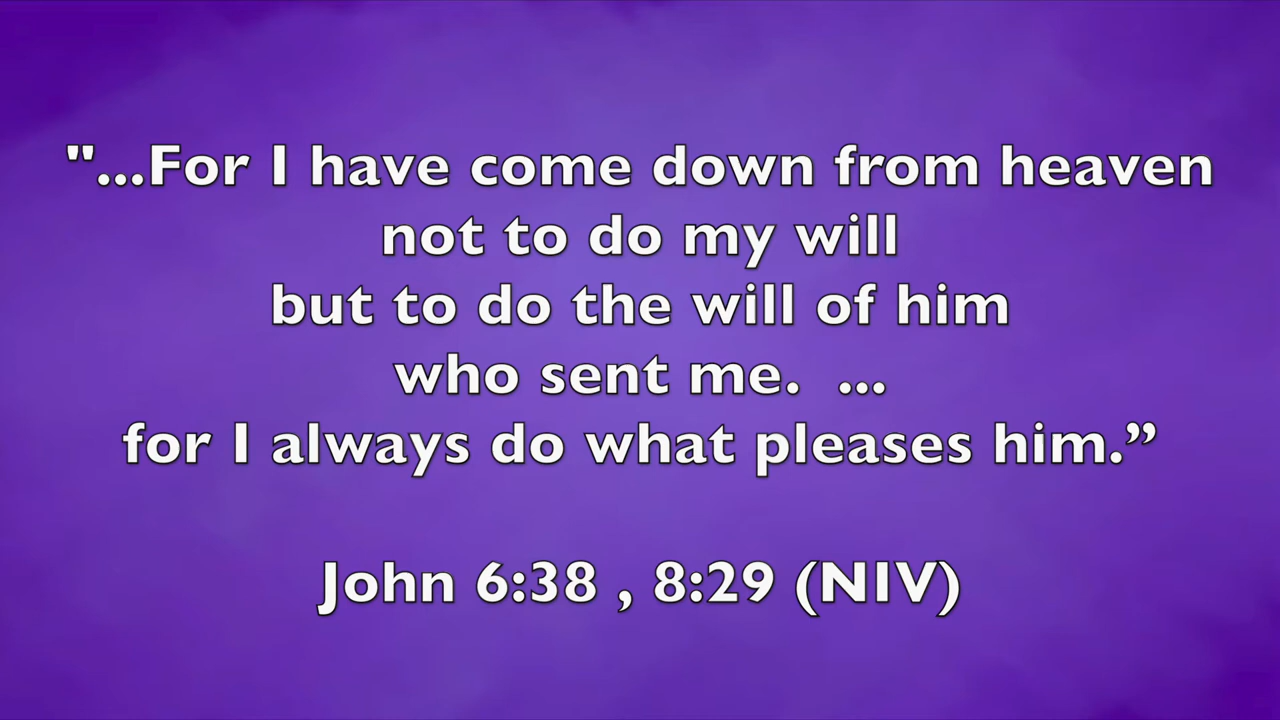 "...For I have come down from heaven
not to do my will
but to do the will of him
who sent me.  ...
for I always do what pleases him.”
John 6:38 , 8:29 (NIV)